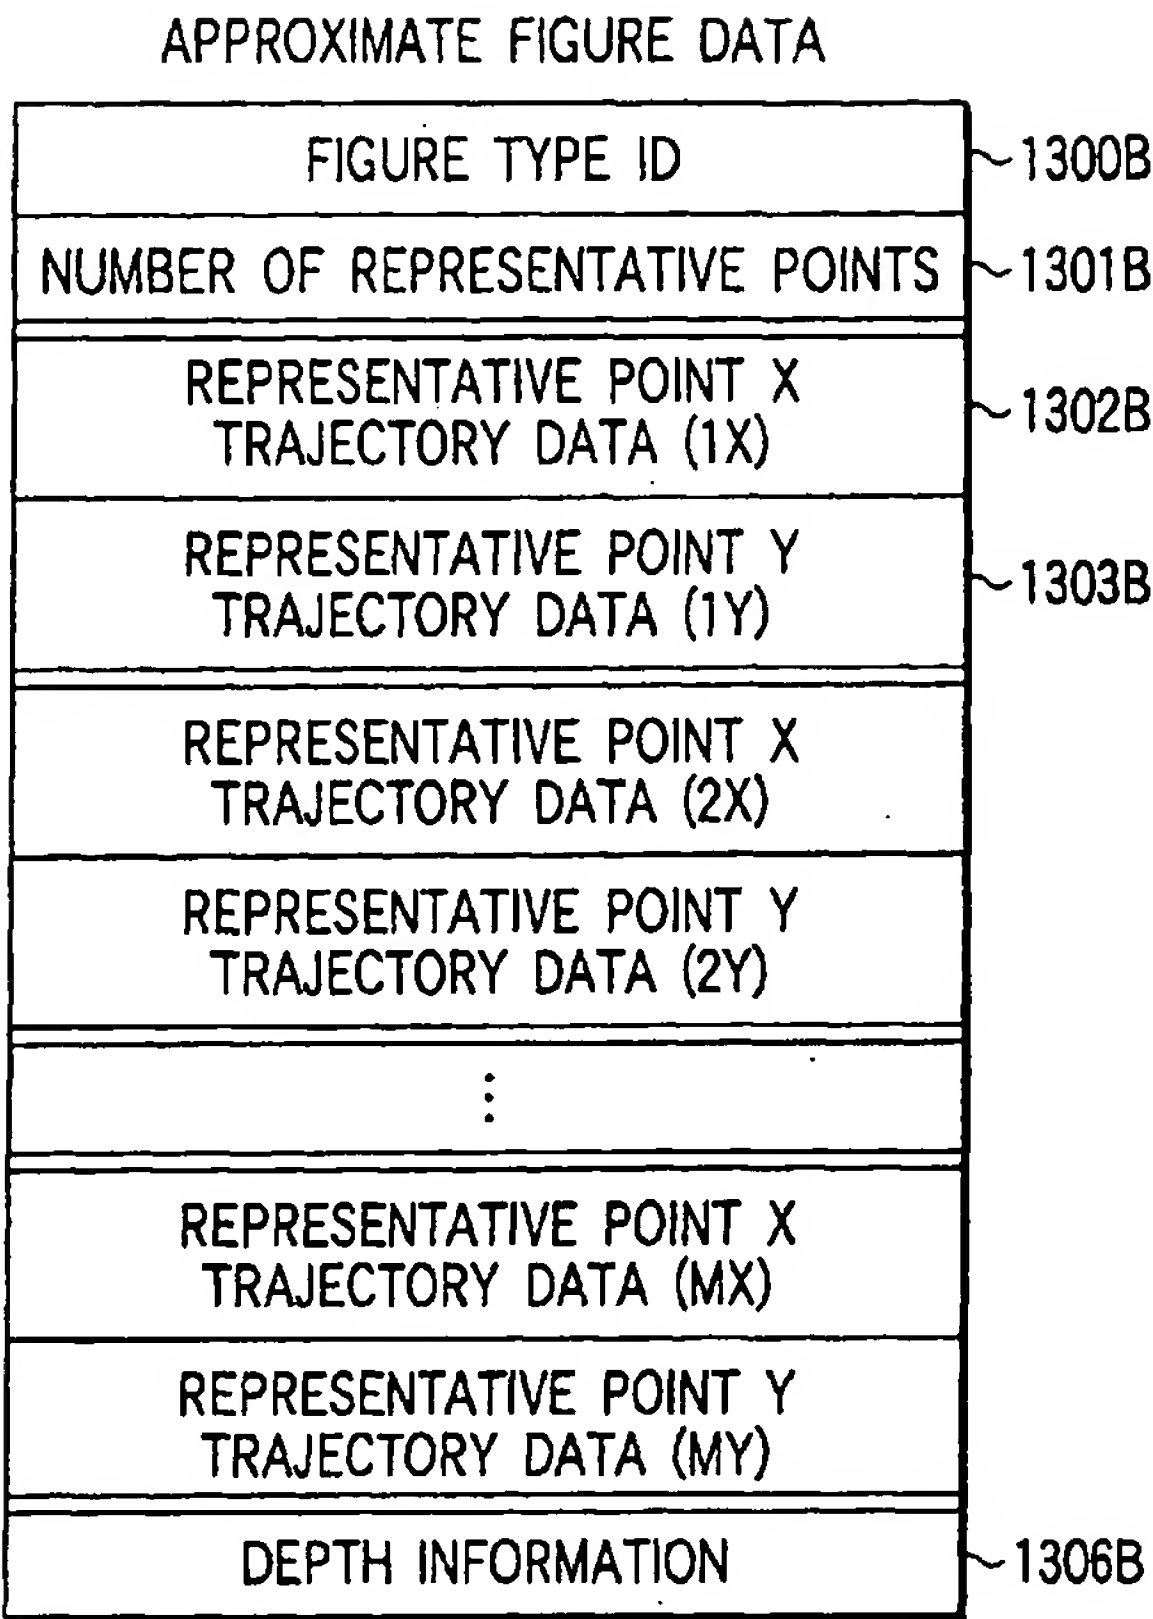 APPROXIMATE FIGURE DATA
FIGURE TYPE ID
1300B
NUMBER OF REPRESENTATIVE POINTS
1301B
REPRESENTATIVE POINT X
TRAJECTORY DATA (1X)
1302B
REPRESENTATIVE POINT Y
TRAJECTORY DATA (1Y)
1303B
REPRESENTATIVE POINT X
TRAJECTORY DATA (2X)
REPRESENTATIVE POINT Y
TRAJECTORY DATA (2Y)
⋮
REPRESENTATIVE POINT X
TRAJECTORY DATA (MX)
REPRESENTATIVE POINT Y
TRAJECTORY DATA (MY)
DEPTH INFORMATION
1306B